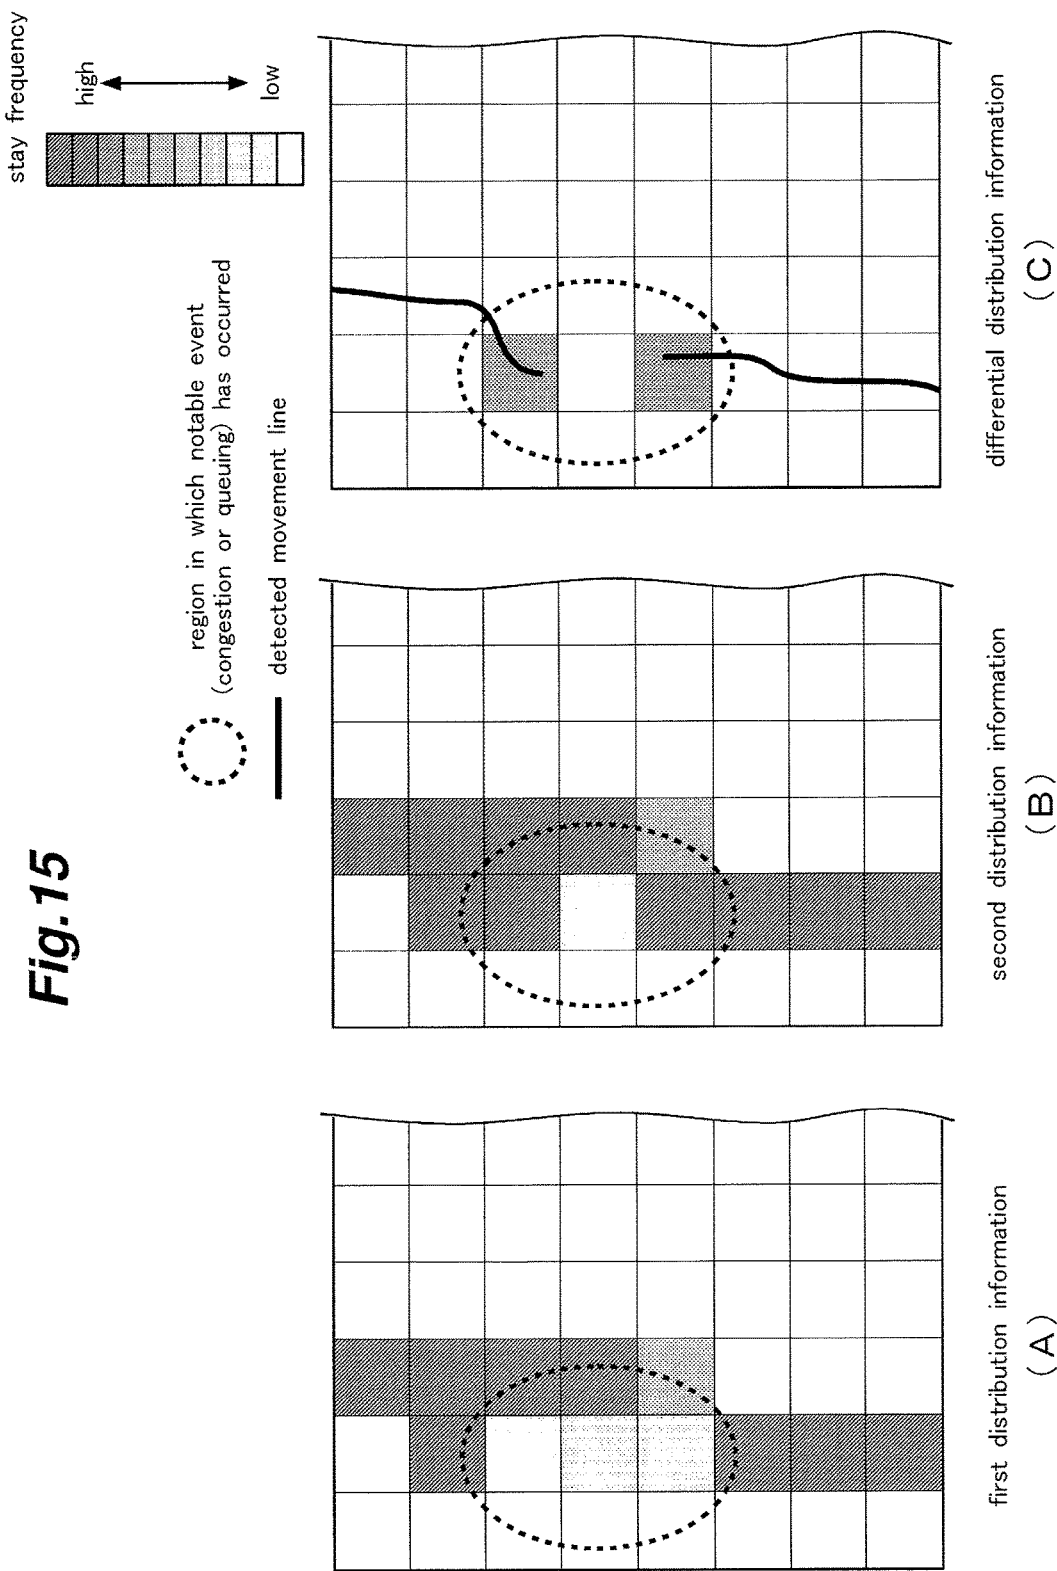 Fig.15
region in which notable event
(congestion or queuing) has occurred
detected movement line
stay frequency
high
low
first distribution information
(A)
second distribution information
(B)
differential distribution information
(C)